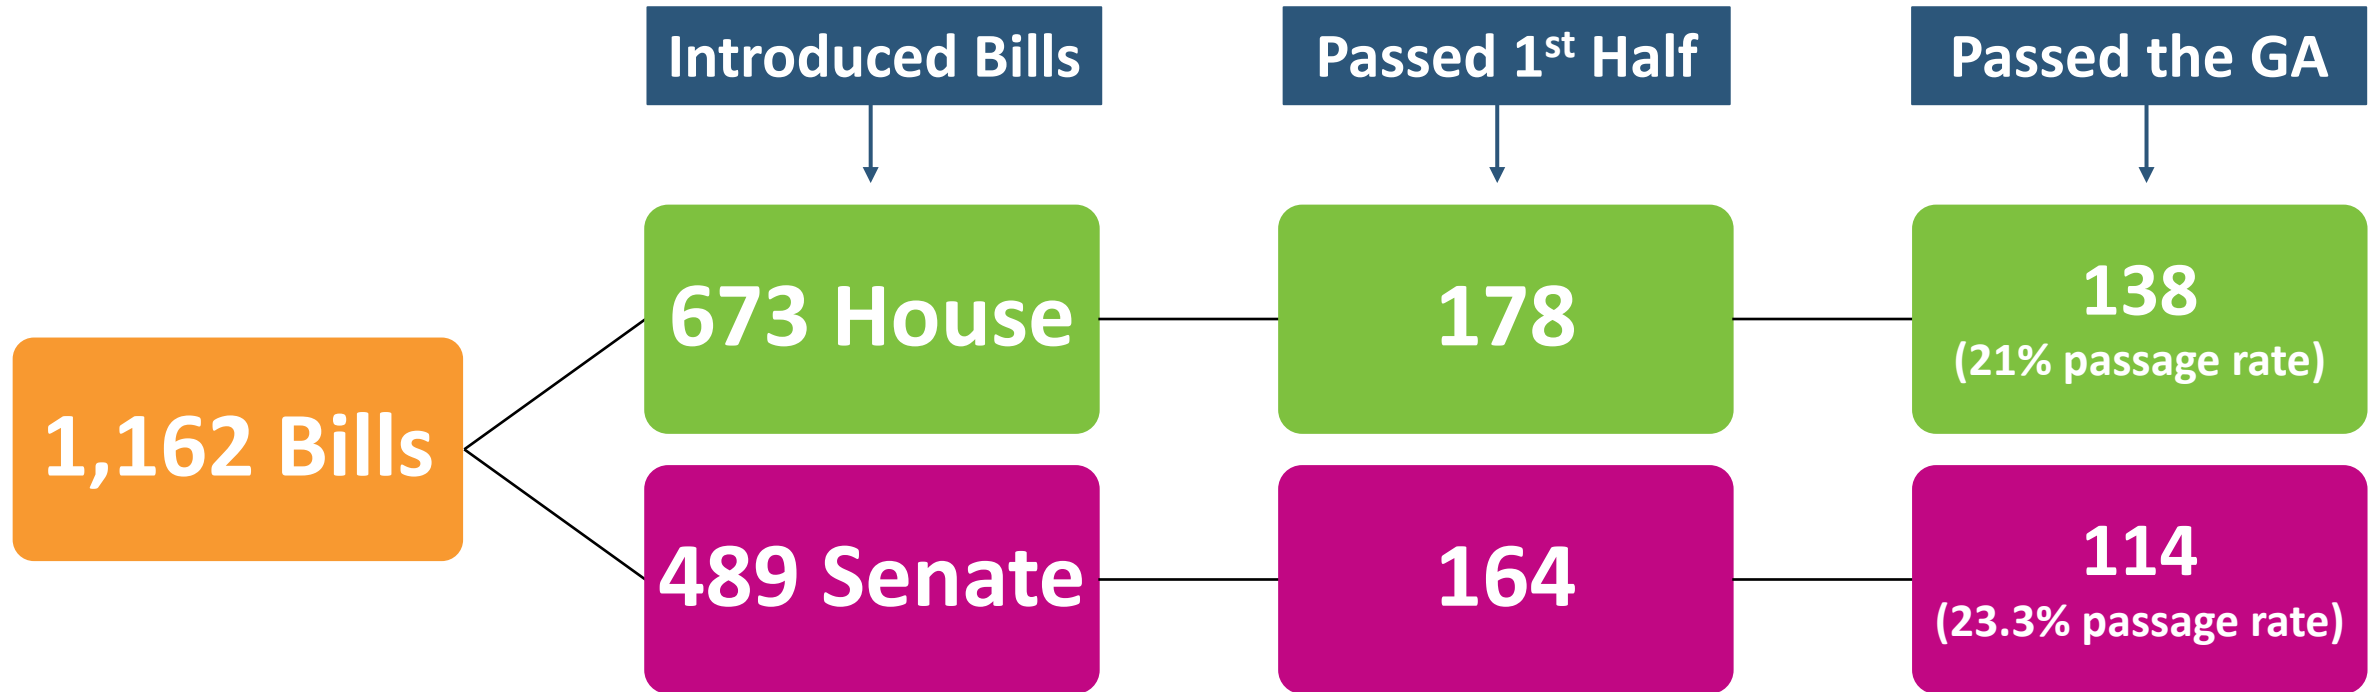 Introduced Bills
Passed 1st Half
Passed the GA
1,162 Bills
673 House
178
138
(21% passage rate)
489 Senate
164
114
(23.3% passage rate)